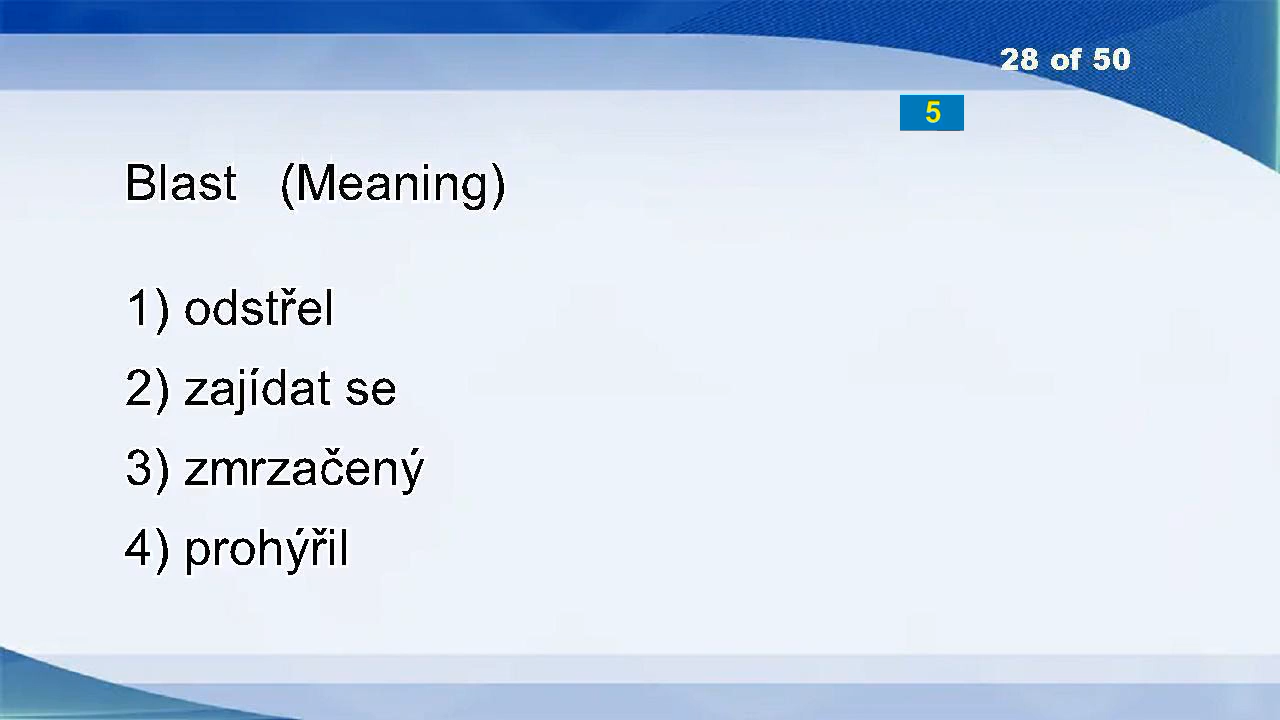 28 of 50
5
Blast (Meaning)
1) odstřel
2) zajídat se
3) zmrzačený
4) prohýřil